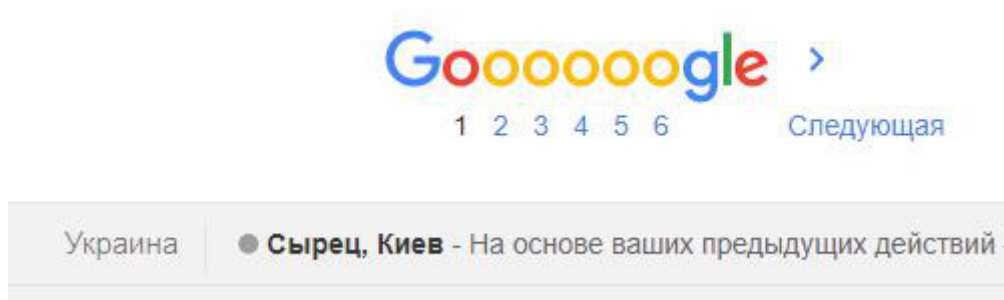 Goooooogle >
1 2 3 4 5 6 Следующая
Украина Сырец, Киев - На основе ваших предыдущих действий